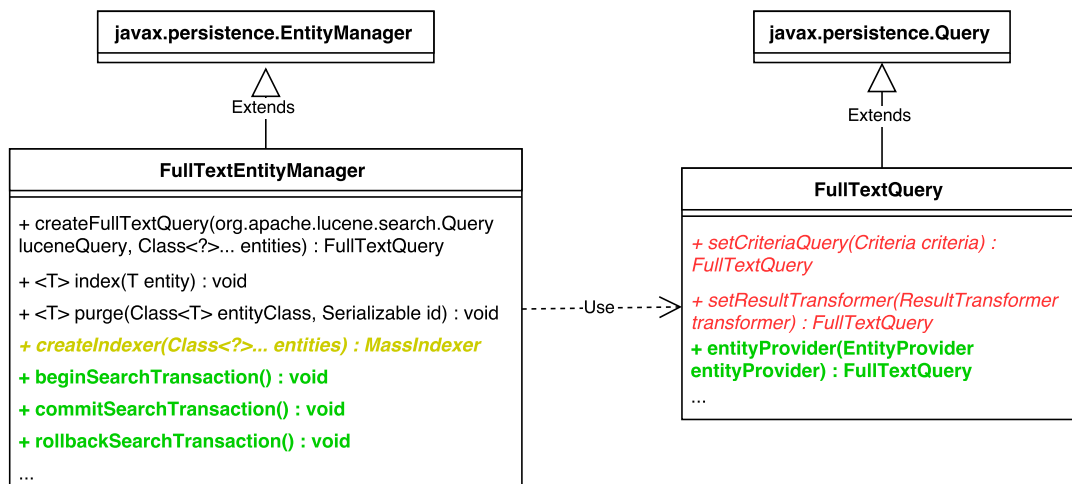 javax.persistence.EntityManager
Extends
FullTextEntityManager
+ createFullTextQuery(org.apache.lucene.search.Query
luceneQuery, Class<?>... entities) : FullTextQuery
+ <T> index(T entity) : void
+ <T> purge(Class<T> entityClass, Serializable id) : void
+ createIndexer(Class<?>... entities) : MassIndexer
+ beginSearchTransaction() : void
+ commitSearchTransaction() : void
+ rollbackSearchTransaction() : void
...
Use
javax.persistence.Query
Extends
FullTextQuery
+ setCriteriaQuery(Criteria criteria) :
FullTextQuery
+ setResultTransformer(ResultTransformer
transformer) : FullTextQuery
+ entityProvider(EntityProvider
entityProvider) : FullTextQuery
...